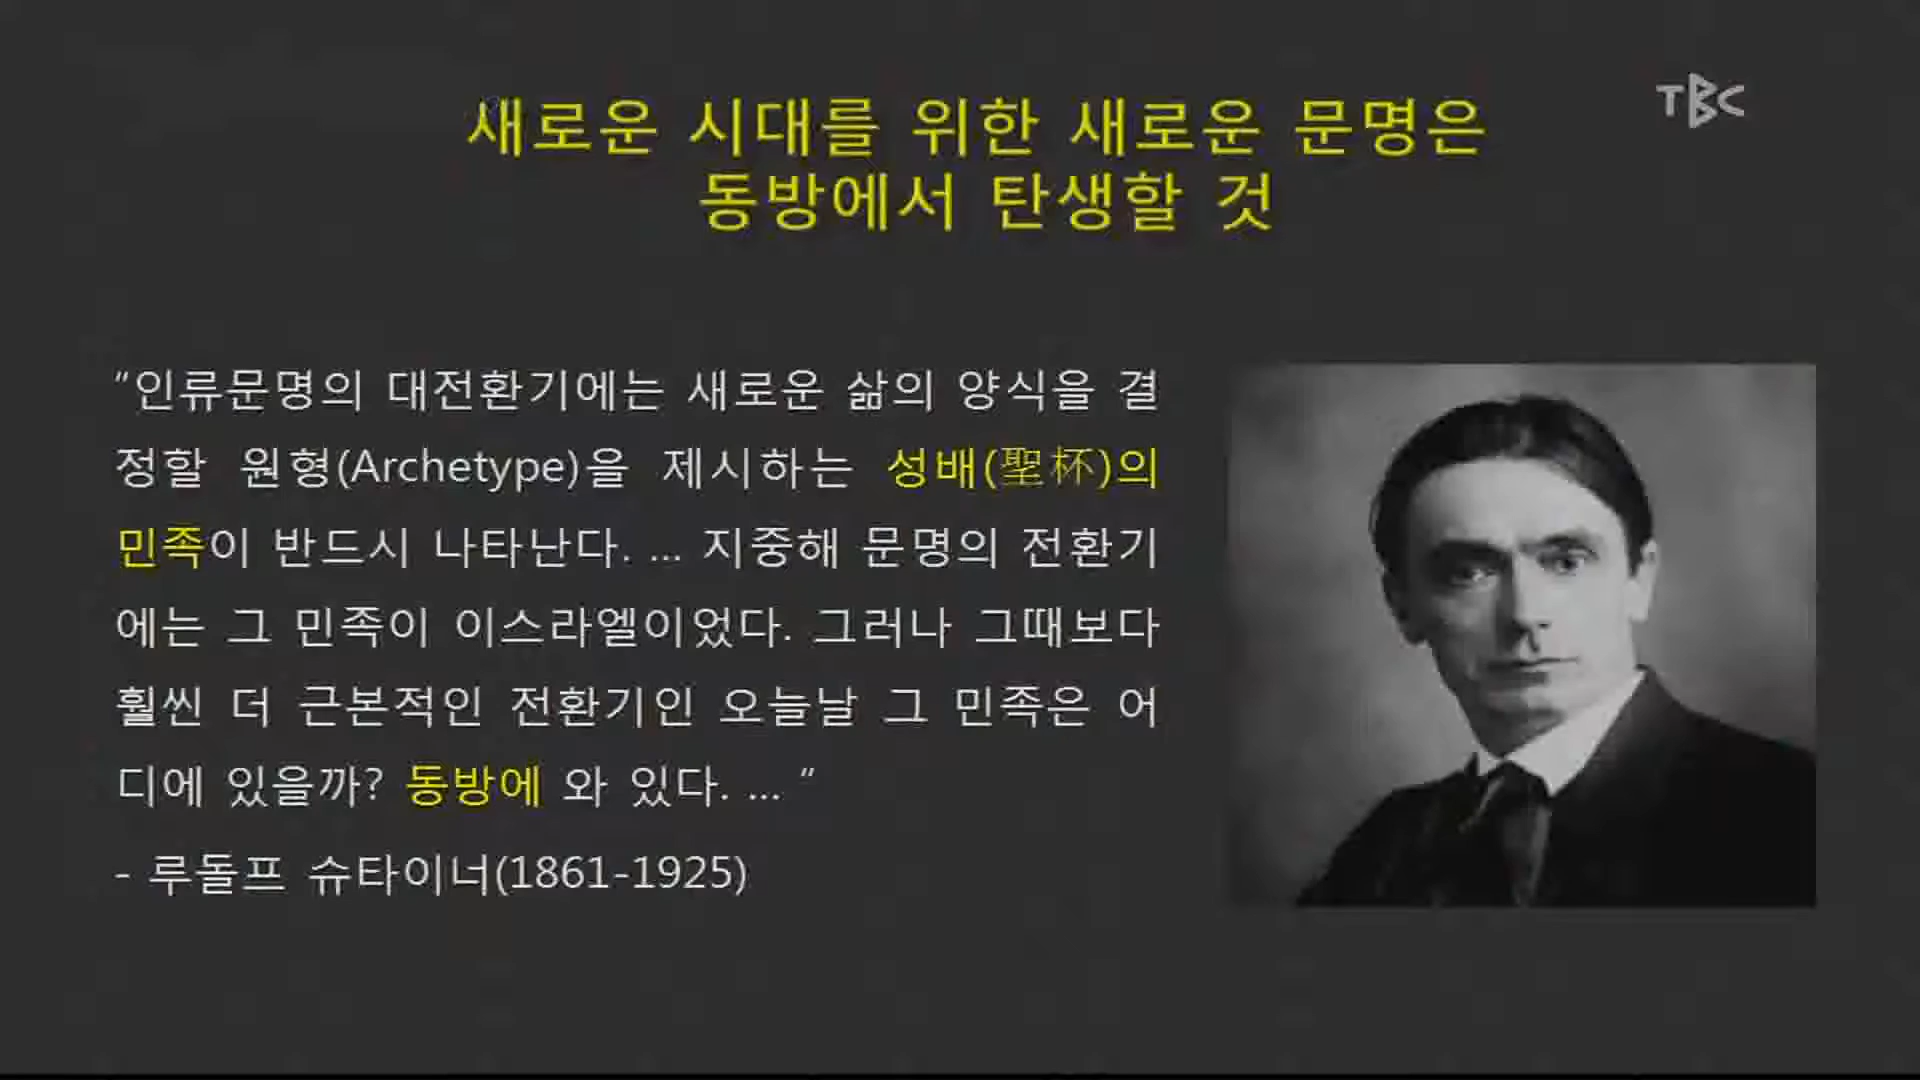 TBC
새로운 시대를 위한 새로운 문명은
동방에서 탄생할 것
"인류문명의 대전환기에는 새로운 삶의 양식을 결
정할 원형(Archetype)을 제시하는 성배(聖杯)의
민족이 반드시 나타난다. ... 지중해 문명의 전환기
에는 그 민족이 이스라엘이었다. 그러나 그때보다
훨씬 더 근본적인 전환기인 오늘날 그 민족은 어
디에 있을까? 동방에 와 있다. ... "
- 루돌프 슈타이너(1861-1925)